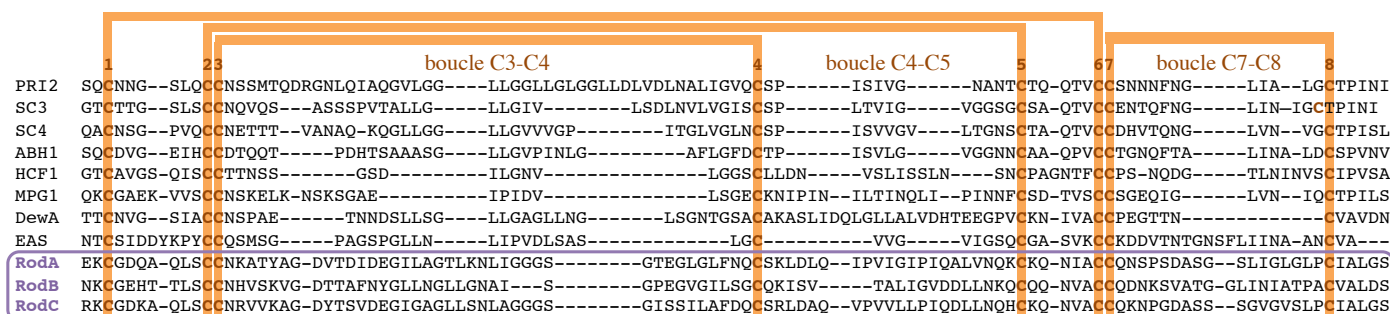 boucle C3-C4 boucle C4-C5 boucle C7-C8
1 23 4 5 67 8
PRI2 SQCNNG--SLQCCNSSMTQDRGNLQIAQGVLGG----LLGGLLGLGGLLDLVDLNALIGVQCSP------ISIVG-----NANTCTQ-QTVCCSNNNFNG------LIA--LGCTPINI
SC3 GTCTTG-SLSCCNQVQS---ASSSPVTALLG----LLGIV-------LSDLNVLVGISCSP------LTVIG-----VGGSGCSA-QTVCCENTQFNG------LIN-IGCTPINI
SC4 QACNSG--PVQCCNETTT--VANAQ-KQGLLGG----LLGVVVGP---------ITGLVGLNCSP------ISVVGV----LTGNSCTAQTVCCDHVTQNG------LVN--VGCTPISL
ABH1 SQCDVG--EIHCCDTQQT-----PDHTSAAASG----LLGVPINLG-----------AFLGFDCTP------ISVLG-----VGGNNCAA-QPVCCTGNQFTA-----LINA-LDCSPVNV
HCF1 GTCAVGS-QISCCTTNSS-------GSD---------ILGNV---------------LGGSCLLDN-----VSLISSLN---SNCPAGNTFCCPS-NQDG-----TLNINVSCIPVSA
MPG1 QKCGAEK-VVSCCNSKELK-NSKSGAE----------IPIDV---------------LSGECKNIPIN--ILTINQLI--PINNFCSD-TVSCCSGEQIG------LVN--IQCTPILS
DewA TTCNVG--SIACCNSPAE-------TNNDSLLSG---LLGAGLLNG---------LSGNTGSACAKASLIDQLGLLALVDHTEEGPVCKN-IVACCPEGTTN-------------CVAVDN
EAS NTCSIDDYKPYCCQSMSG-----PAGSPGLLN-----LIPVDLSAS--------------LGC-----------VVG-----VIGSQCGA-SVKCCKDDVTNTGNSFLIINA-ANCVA---
RodA EKCGDQA-QLSCCNKATYAG-DVTDIDEGILAGTLKNLIGGGS--------GTEGLGLFNQCSKLDLQ--IPVIGIPIQALVNQKCKQ-NIACCQNSPSDASG--SLIGLGLPCIALGS
RodB NKCGEHT-TLSCCNHVSKVG-DTTAFNYGLLNGLLGNAI---S--------GPEGVGILSGCQKISV-----TALIGVDDLLNKQCQQ-NVACCQDNKSVATG-GLINIATPACVALDS
RodC RKCGDKA-QLSCCNRVVKAG-DYTSVDEGIGAGLLSNLAGGGS--------GISSILAFDQCSRLDAQ-VPVVLLPIQDLLNQHCKQ-NVACCQKNPGDASS--SGVGVSLPCIALGS